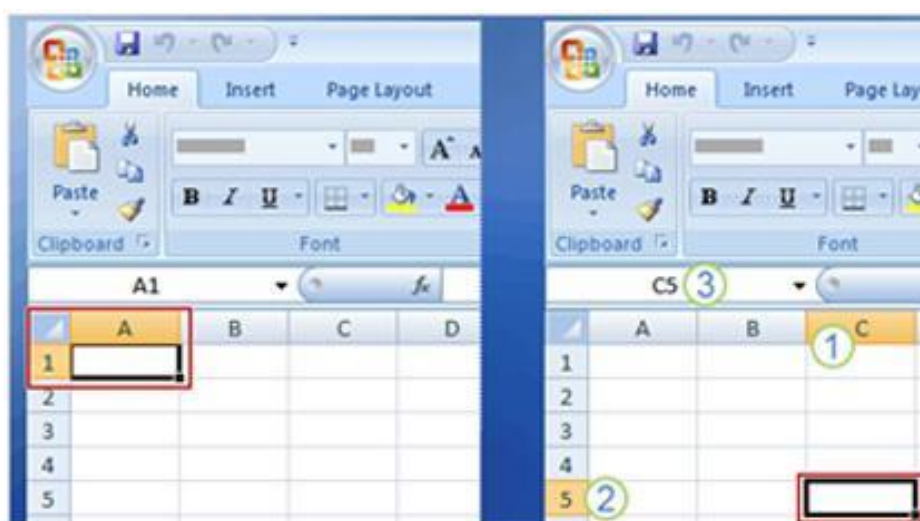 Home Insert Page Layout
Paste
B I U A A
Clipboard Font
A1 fx
A B C D
1
2
3
4
5
Home Insert Page Lay
Paste
B I U
Clipboard Font
C5 3
A B C
1
1
2
3
4
5 2